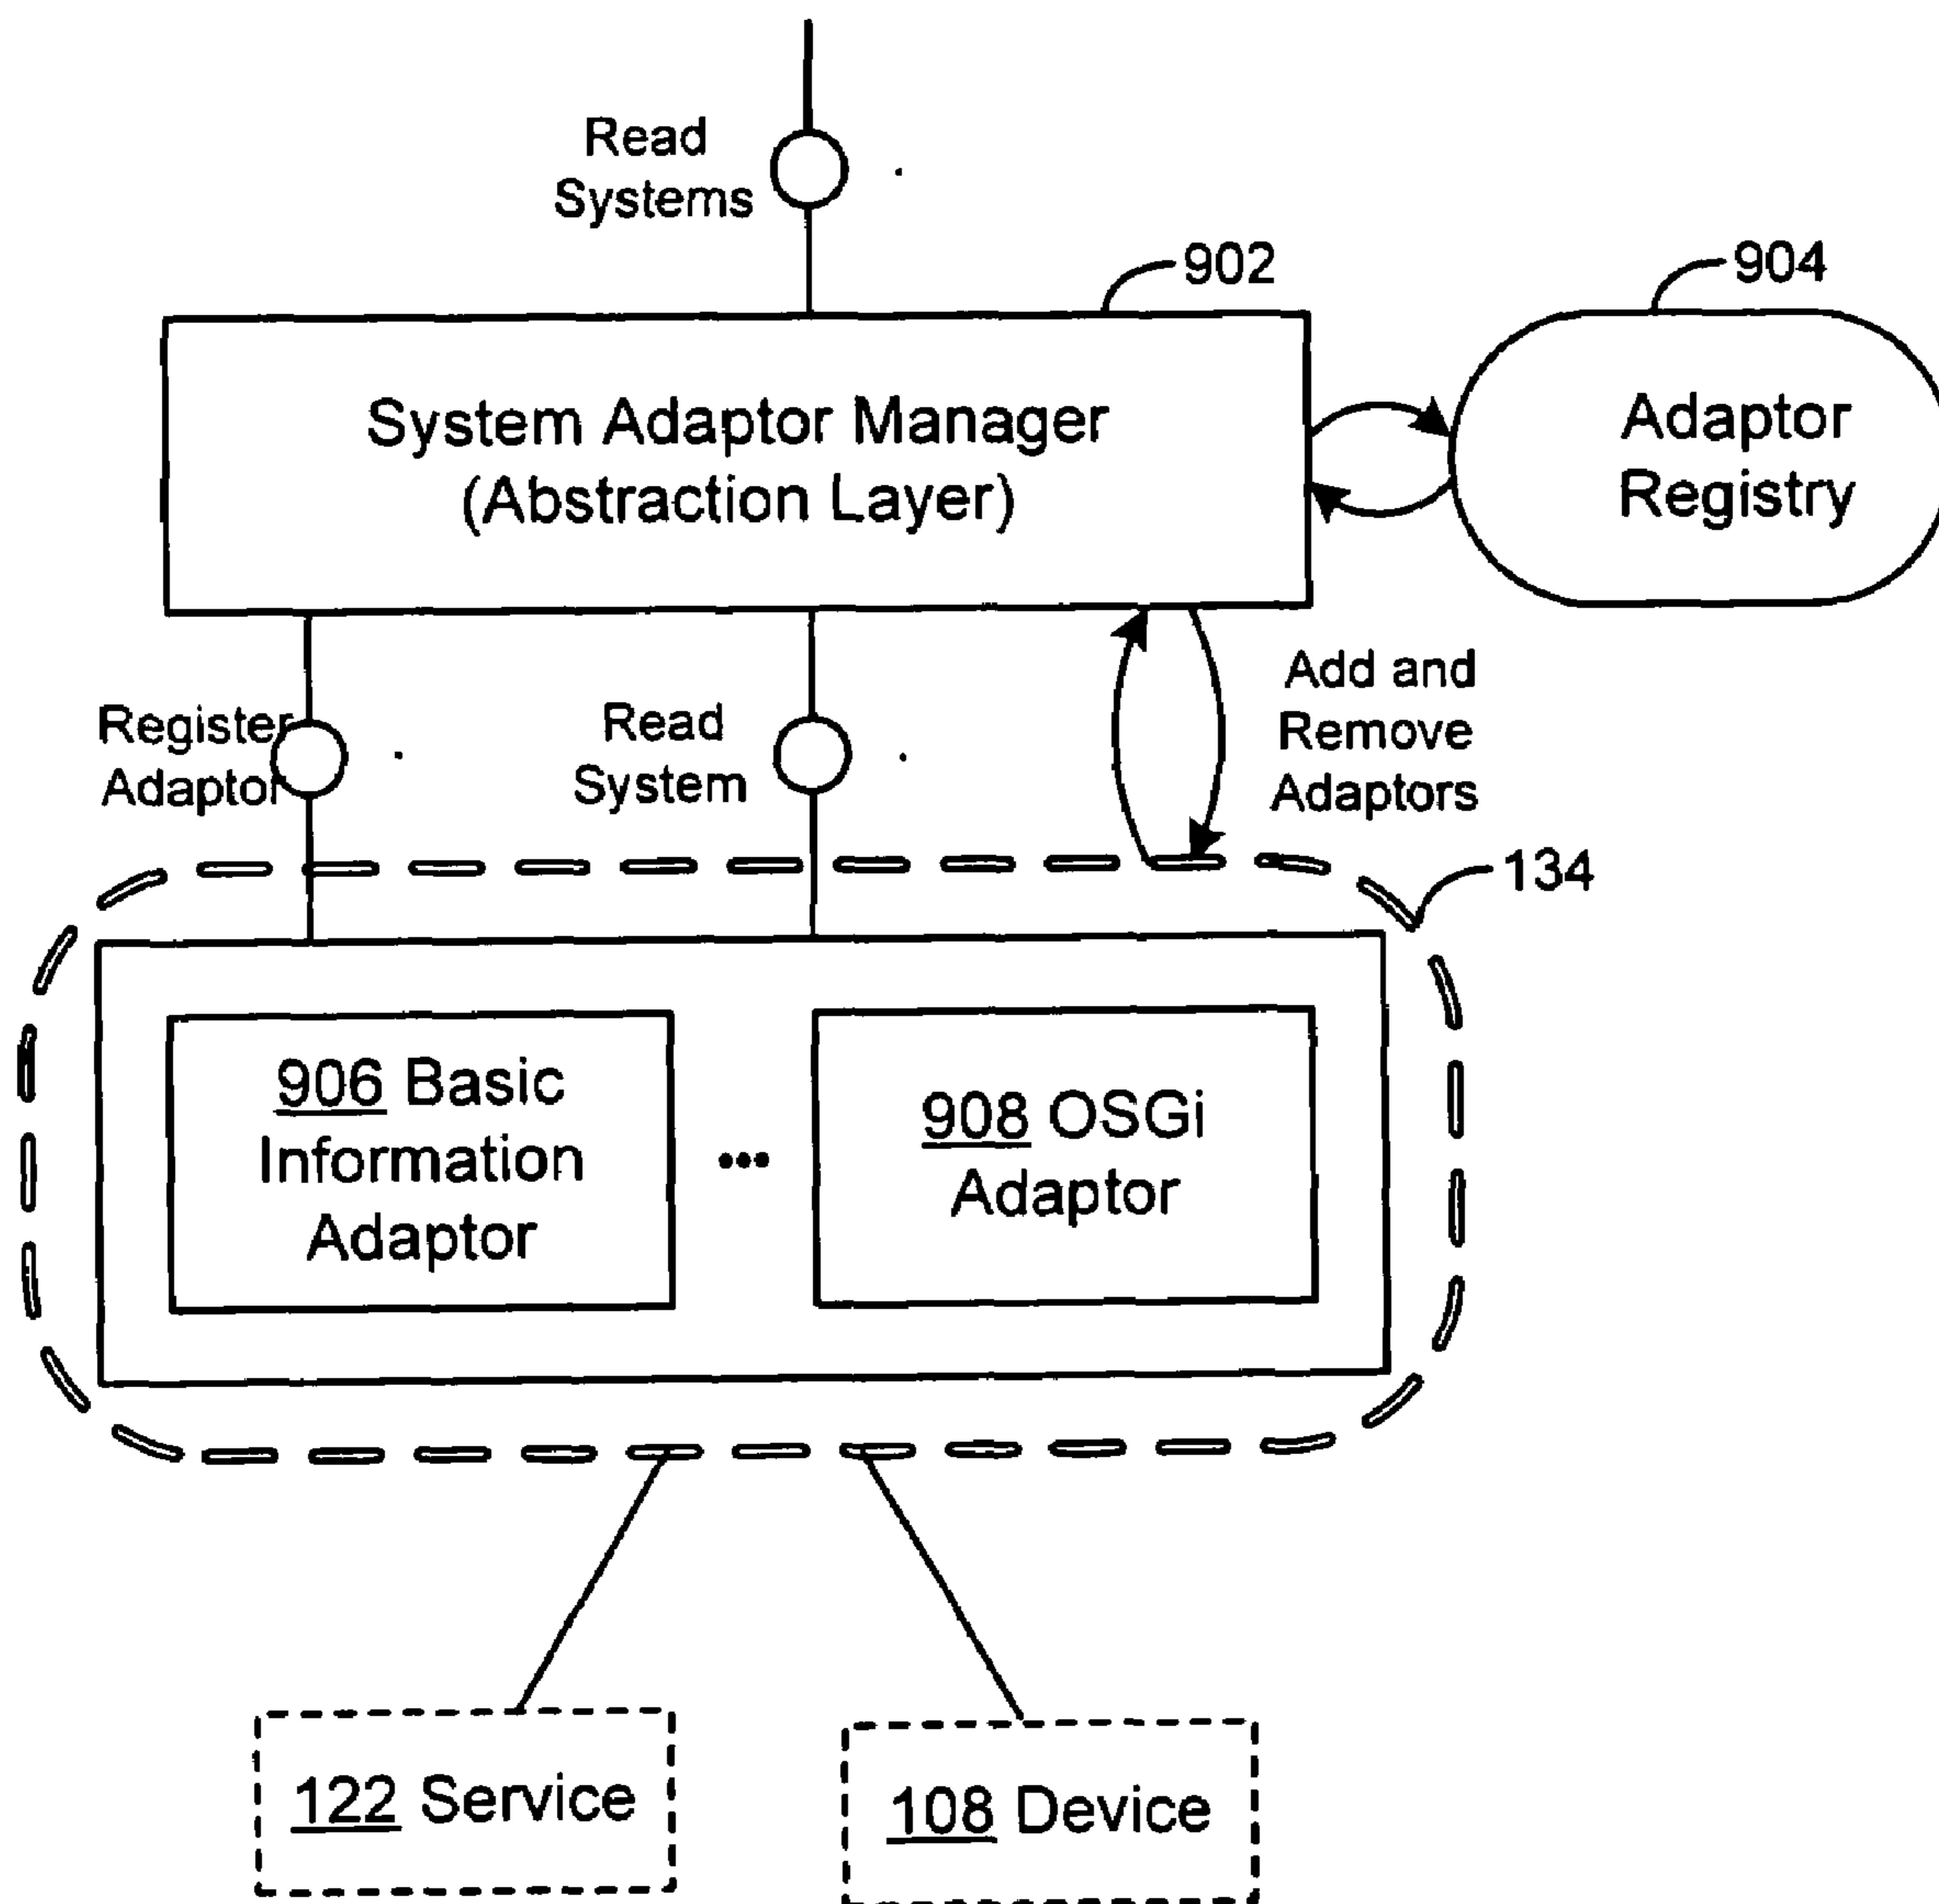 Read
Systems
902
904
System Adaptor Manager
(Abstraction Layer)
Adaptor
Registry
Register
Adaptor
Read
System
Add and
Remove
Adaptors
134
906 Basic
Information
Adaptor
...
908 OSGi
Adaptor
122 Service
108 Device